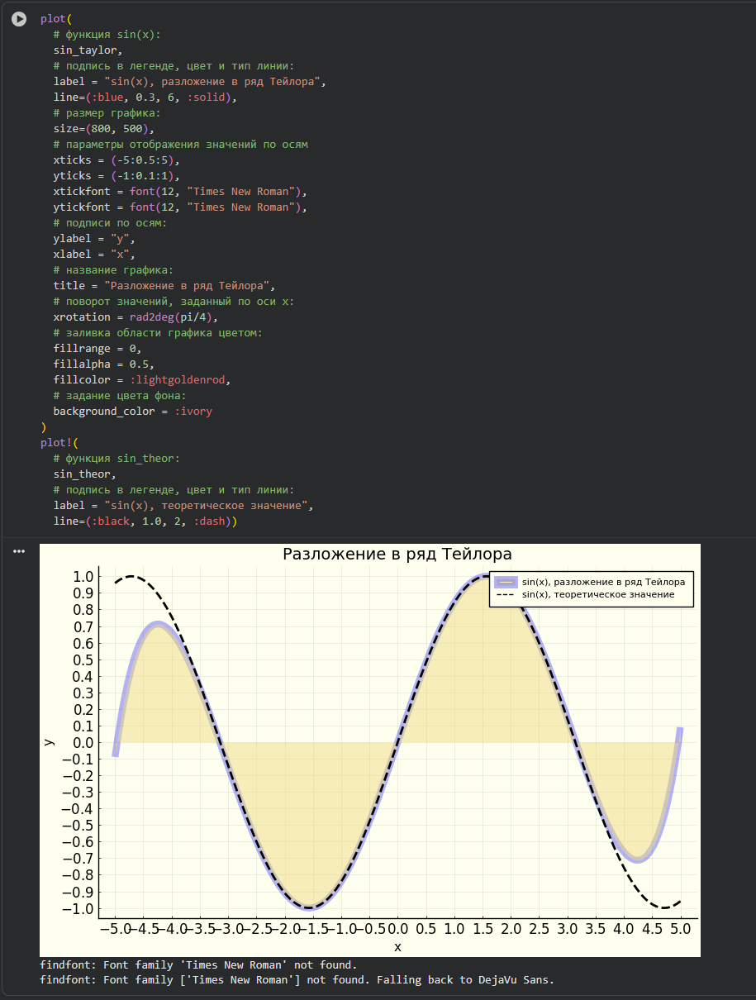 plot(
# функция sin(x):
sin_taylor,
# подпись в легенде, цвет и тип линии:
label = "sin(x), разложение в ряд Тейлора",
line=(:blue, 0.3, 6, :solid),
# размер графика:
size=(800, 500),
# параметры отображения значений по осям
xticks = (-5:0.5:5),
yticks = (-1:0.1:1),
xtickfont = font(12, "Times New Roman"),
ytickfont = font(12, "Times New Roman"),
# подписи по осям:
ylabel = "y",
xlabel = "x",
# название графика:
title = "Разложение в ряд Тейлора",
# поворот значений, заданный по оси x:
xrotation = rad2deg(pi/4),
# заливка области графика цветом:
fillrange = 0,
fillalpha = 0.5,
fillcolor = :lightgoldenrod,
# задание цвета фона:
background_color = :ivory
)
plot!(
# функция sin_theor:
sin_theor,
# подпись в легенде, цвет и тип линии:
label = "sin(x), теоретическое значение",
line=(:black, 1.0, 2, :dash))
Разложение в ряд Тейлора
sin(x), разложение в ряд Тейлора
sin(x), теоретическое значение
1.0
0.9
0.8
0.7
0.6
0.5
0.4
0.3
0.2
0.1
0.0
−0.1
−0.2
−0.3
−0.4
−0.5
−0.6
−0.7
−0.8
−0.9
−1.0
y
−5.0 −4.5 −4.0 −3.5 −3.0 −2.5 −2.0 −1.5 −1.0 −0.5 0.0 0.5 1.0 1.5 2.0 2.5 3.0 3.5 4.0 4.5 5.0
x
findfont: Font family 'Times New Roman' not found.
findfont: Font family ['Times New Roman'] not found. Falling back to DejaVu Sans.